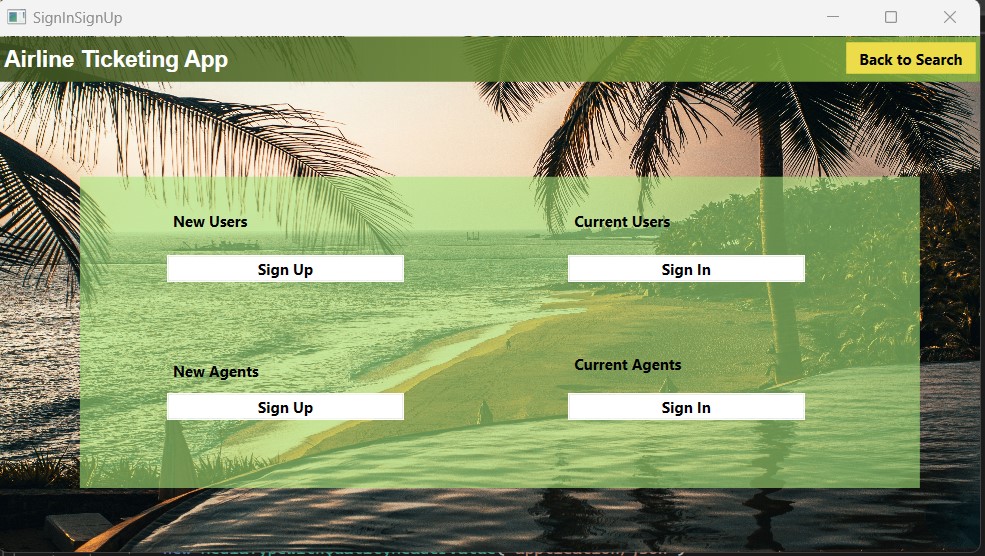 SignInSignUp
Airline Ticketing App
Back to Search
New Users
Current Users
Sign Up
Sign In
New Agents
Current Agents
Sign Up
Sign In